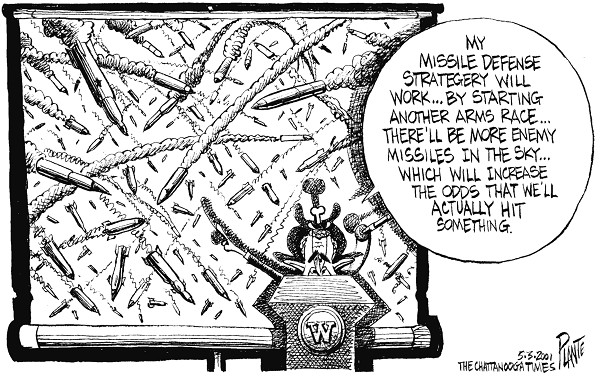 MY
MISSILE DEFENSE
STRATEGERY WILL
WORK... BY STARTING
ANOTHER ARMS RACE...
THERE'LL BE MORE ENEMY
MISSILES IN THE SKY...
WHICH WILL INCREASE
THE ODDS THAT WE'LL
ACTUALLY HIT
SOMETHING.
W
5.3.2001
THE CHATTANOOGA TIMES
PLANTE